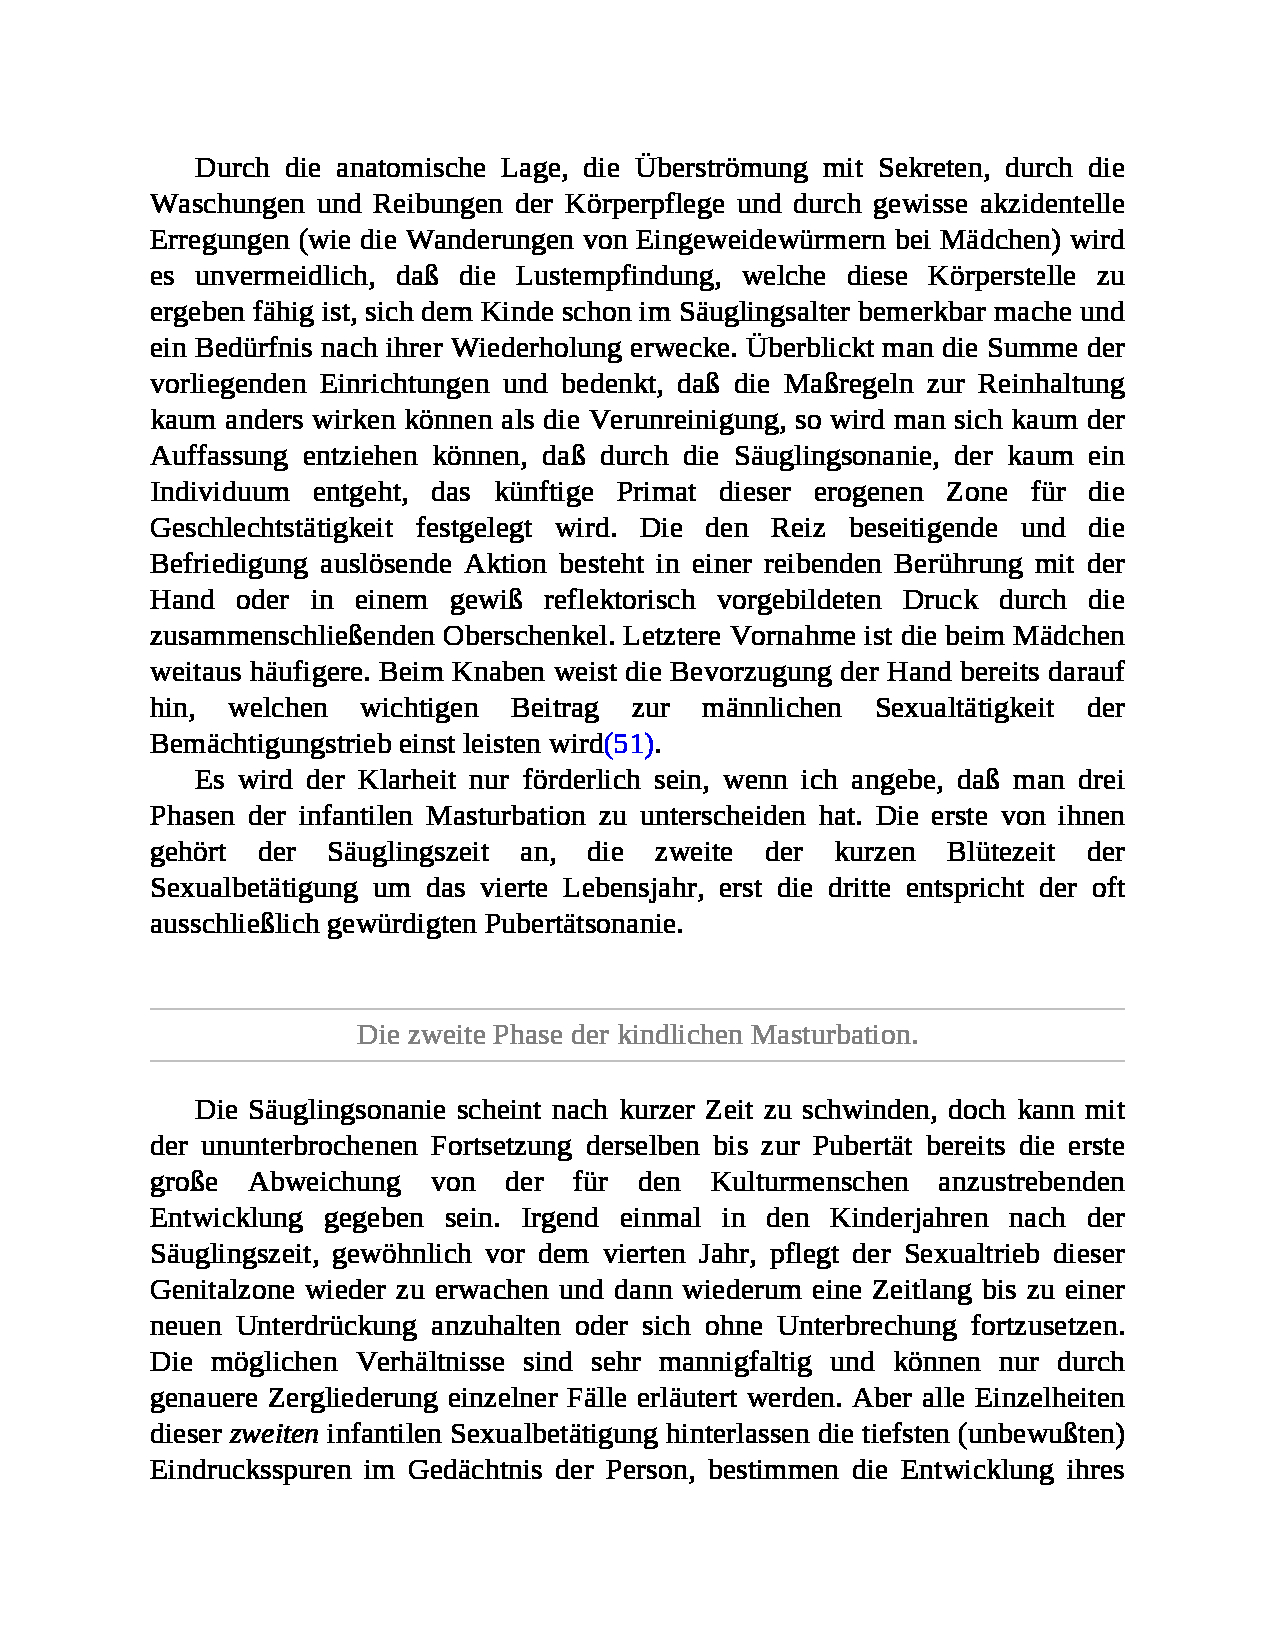 Durch die anatomische Lage, die Überströmung mit Sekreten, durch die
Waschungen und Reibungen der Körperpflege und durch gewisse akzidentelle
Erregungen (wie die Wanderungen von Eingeweidewürmern bei Mädchen) wird
es unvermeidlich, daß die Lustempfindung, welche diese Körperstelle zu
ergeben fähig ist, sich dem Kinde schon im Säuglingsalter bemerkbar mache und
ein Bedürfnis nach ihrer Wiederholung erwecke. Überblickt man die Summe der
vorliegenden Einrichtungen und bedenkt, daß die Maßregeln zur Reinhaltung
kaum anders wirken können als die Verunreinigung, so wird man sich kaum der
Auffassung entziehen können, daß durch die Säuglingsonanie, der kaum ein
Individuum entgeht, das künftige Primat dieser erogenen Zone für die
Geschlechtstätigkeit festgelegt wird. Die den Reiz beseitigende und die
Befriedigung auslösende Aktion besteht in einer reibenden Berührung mit der
Hand oder in einem gewiß reflektorisch vorgebildeten Druck durch die
zusammenschließenden Oberschenkel. Letztere Vornahme ist die beim Mädchen
weitaus häufigere. Beim Knaben weist die Bevorzugung der Hand bereits darauf
hin, welchen wichtigen Beitrag zur männlichen Sexualtätigkeit der
Bemächtigungstrieb einst leisten wird(51).
Es wird der Klarheit nur förderlich sein, wenn ich angebe, daß man drei
Phasen der infantilen Masturbation zu unterscheiden hat. Die erste von ihnen
gehört der Säuglingszeit an, die zweite der kurzen Blütezeit der
Sexualbetätigung um das vierte Lebensjahr, erst die dritte entspricht der oft
ausschließlich gewürdigten Pubertätsonanie.
Die zweite Phase der kindlichen Masturbation.
Die Säuglingsonanie scheint nach kurzer Zeit zu schwinden, doch kann mit
der ununterbrochenen Fortsetzung derselben bis zur Pubertät bereits die erste
große Abweichung von der für den Kulturmenschen anzustrebenden
Entwicklung gegeben sein. Irgend einmal in den Kinderjahren nach der
Säuglingszeit, gewöhnlich vor dem vierten Jahr, pflegt der Sexualtrieb dieser
Genitalzone wieder zu erwachen und dann wiederum eine Zeitlang bis zu einer
neuen Unterdrückung anzuhalten oder sich ohne Unterbrechung fortzusetzen.
Die möglichen Verhältnisse sind sehr mannigfaltig und können nur durch
genauere Zergliederung einzelner Fälle erläutert werden. Aber alle Einzelheiten
dieser zweiten infantilen Sexualbetätigung hinterlassen die tiefsten (unbewußten)
Eindrucksspuren im Gedächtnis der Person, bestimmen die Entwicklung ihres